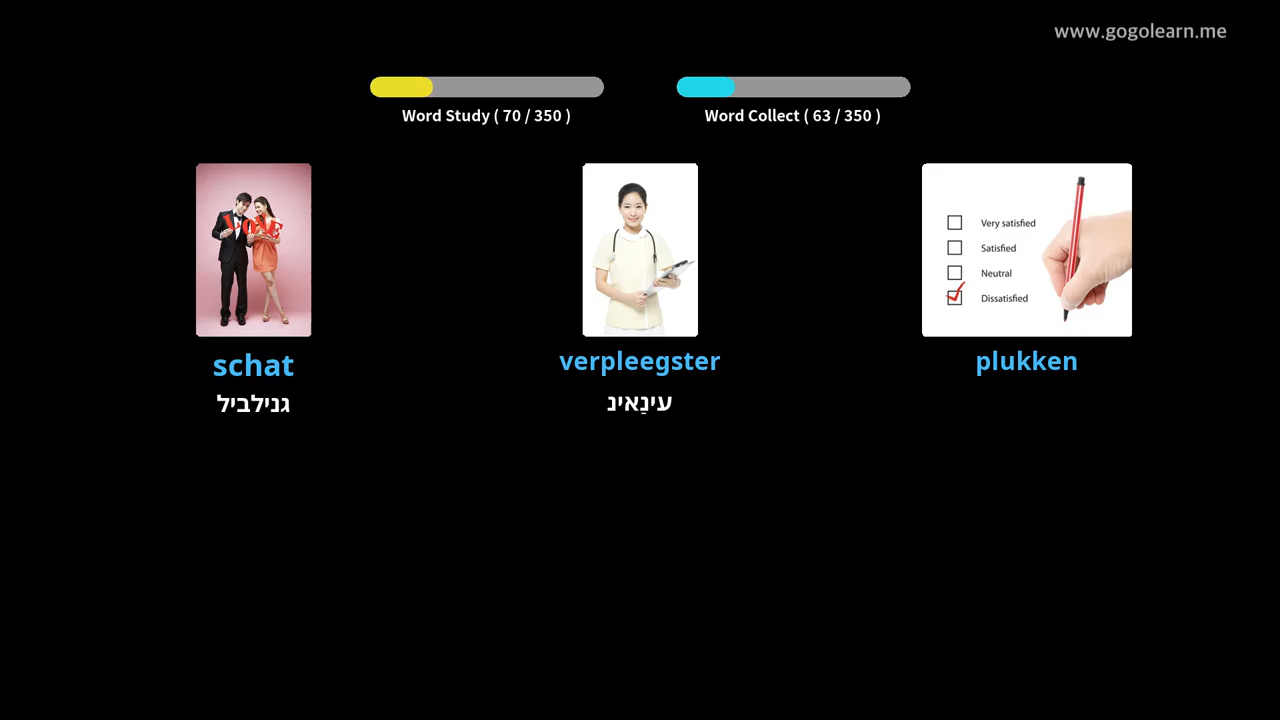 www.gogolearn.me
Word Study ( 70 / 350 )
Word Collect ( 63 / 350 )
LOVE
Very satisfied
Satisfied
Neutral
Dissatisfied
schat
verpleegster
plukken
גנילביל
עינַאינ